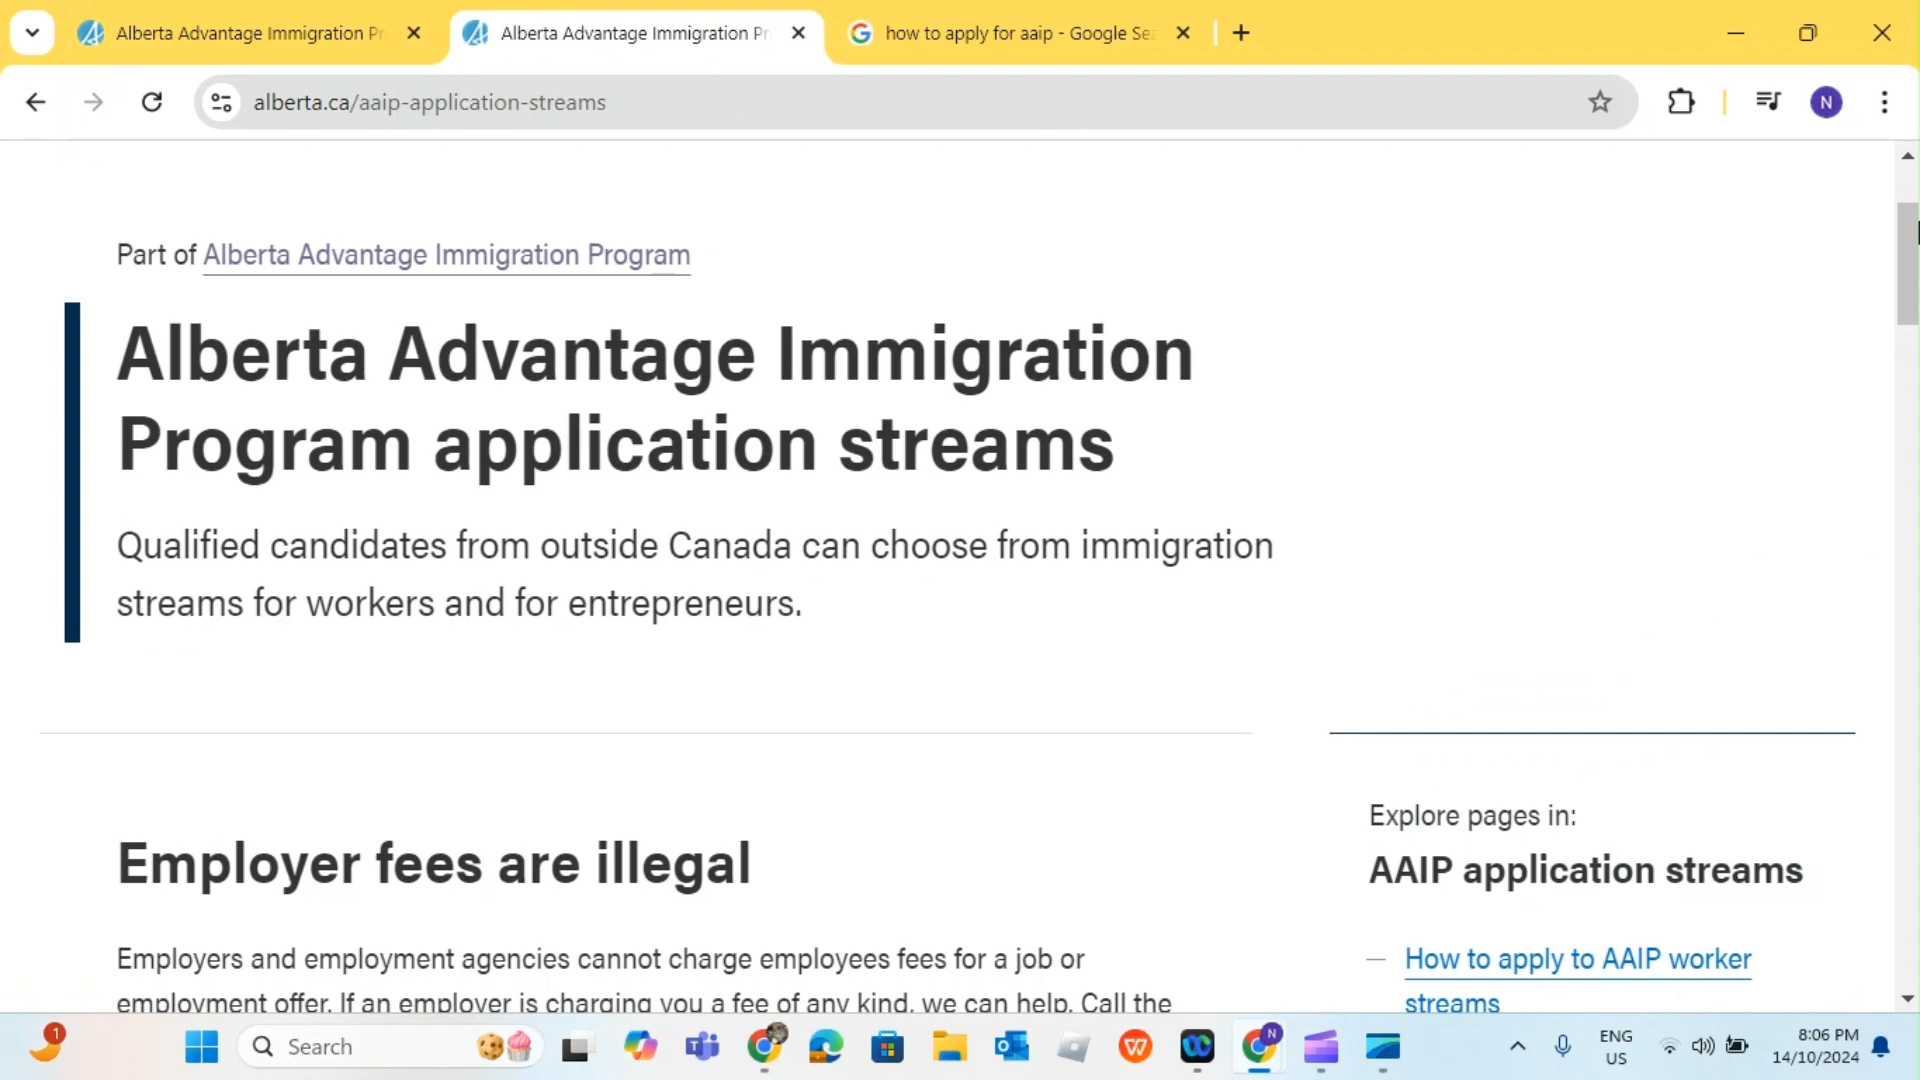 Alberta Advantage Immigration Pr
Alberta Advantage Immigration Pr
how to apply for aaip - Google Sea
alberta.ca/aaip-application-streams
N
Part of Alberta Advantage Immigration Program
Alberta Advantage Immigration
Program application streams
Qualified candidates from outside Canada can choose from immigration
streams for workers and for entrepreneurs.
Employer fees are illegal
Employers and employment agencies cannot charge employees fees for a job or
employment offer. If an employer is charging you a fee of any kind, we can help. Call the
Explore pages in:
AAIP application streams
How to apply to AAIP worker
streams
1
Search
N
ENG
US
8:06 PM
14/10/2024